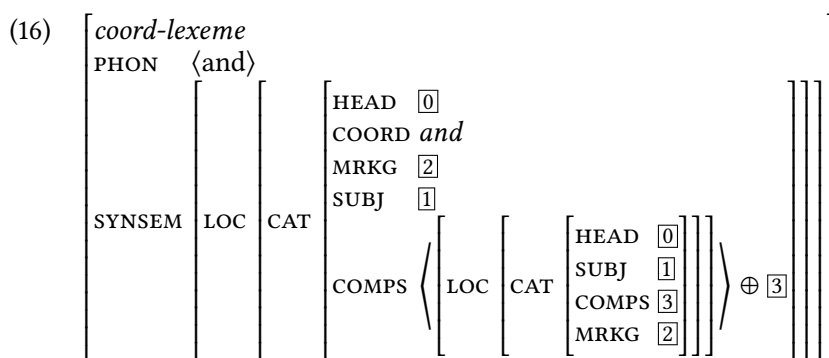 (16) coord-lexeme
PHON ⟨and⟩
HEAD 0
COORD and
MRKG 2
SUBJ 1
SYNSEM LOC CAT
HEAD 0
SUBJ 1
COMPS ⟨ LOC CAT COMPS 3 ⟩ ⊕ 3
MRKG 2